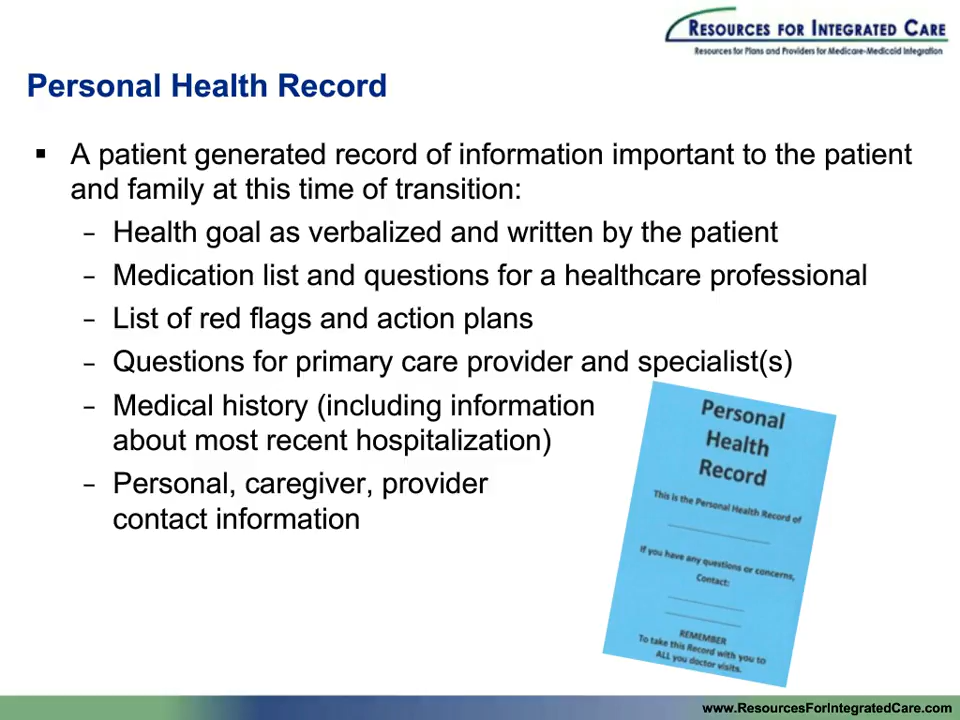 RESOURCES FOR INTEGRATED CARE
Resources for Plans and Providers for Medicare-Medicaid Integration
Personal Health Record
▪ A patient generated record of information important to the patient
and family at this time of transition:
– Health goal as verbalized and written by the patient
– Medication list and questions for a healthcare professional
– List of red flags and action plans
– Questions for primary care provider and specialist(s)
– Medical history (including information
about most recent hospitalization)
– Personal, caregiver, provider
contact information
Personal
Health
Record
This is the Personal Health Record of
If you have any questions or concerns,
Contact:
REMEMBER
To take this Record with you to
ALL you doctor visits.
www.ResourcesForIntegratedCare.com